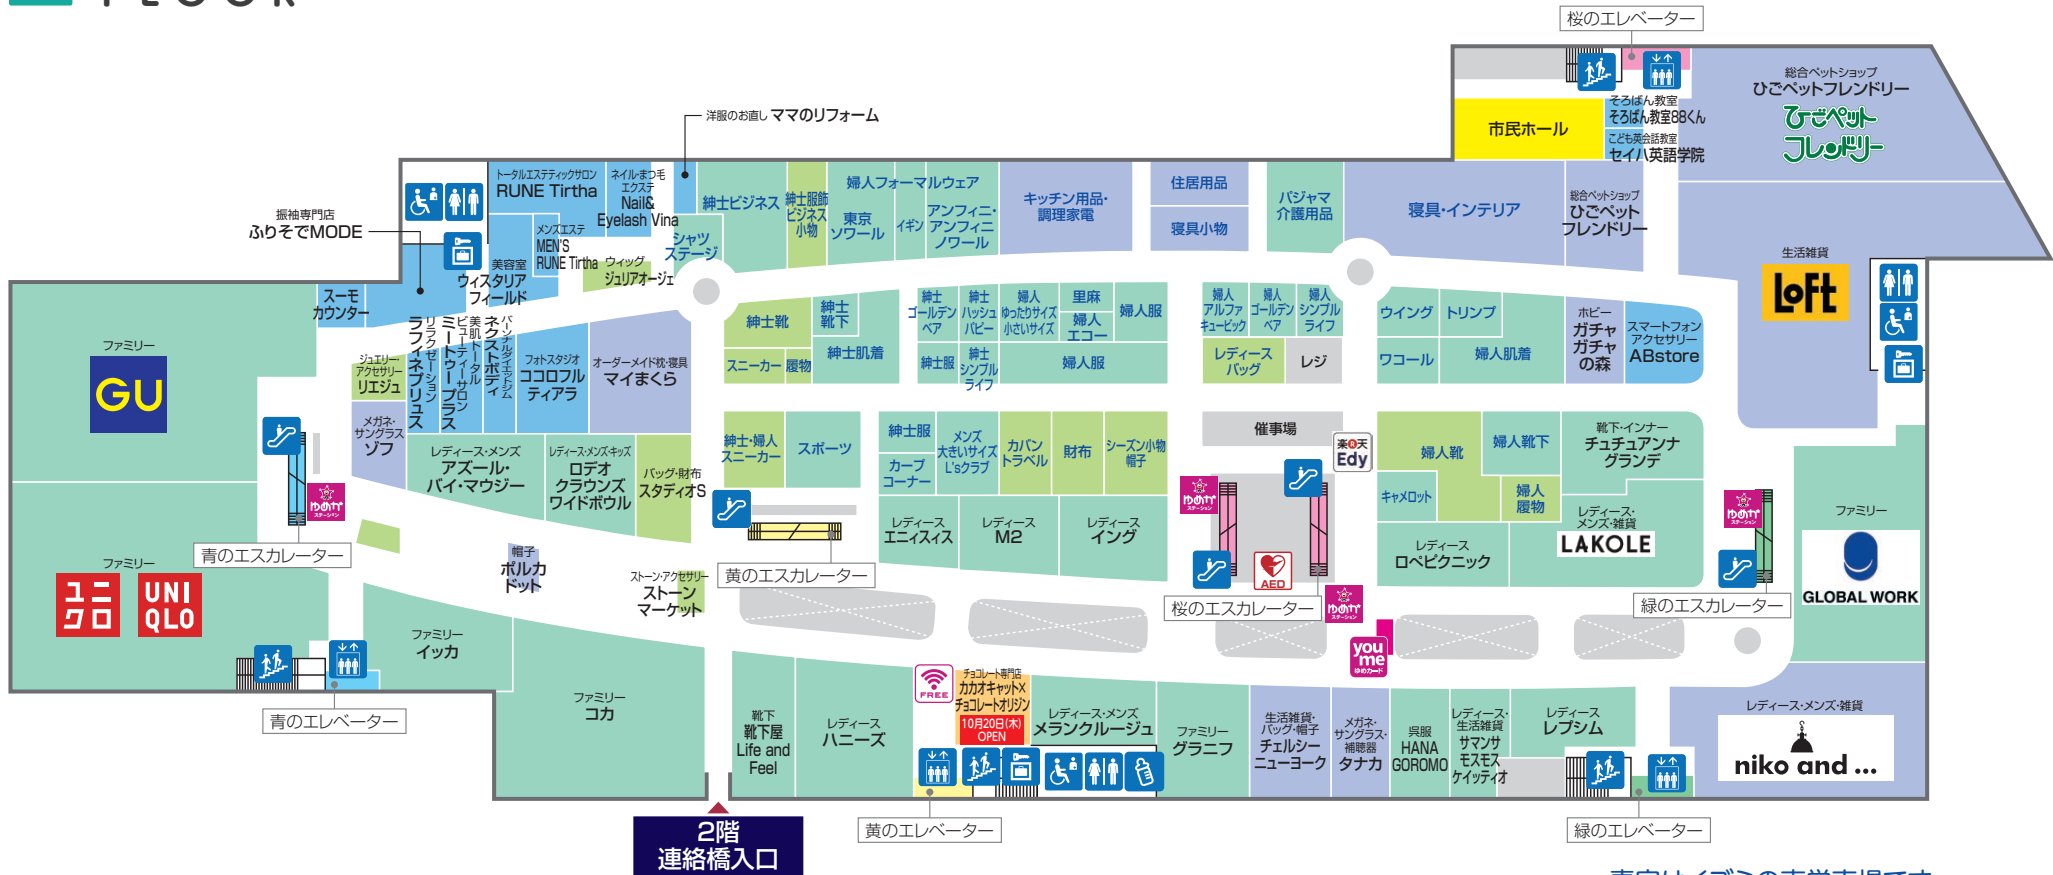 FLOOR
桜のエレベーター
総合ペットショップ
ひごペットフレンドリー
ひごペット
フレンドリー
そろばん教室
そろばん教室88くん
こども英会話教室
セイハ英語学院
市民ホール
洋服のお直し ママのリフォーム
トータルエステティックサロン
RUNE Tirtha
ネイル・まつ毛
エクステ
Nail&
Eyelash Vina
メンズエステ
MEN'S
RUNE Tirtha
振袖専門店
ふりそでMODE
美容室
ウィスタリア
フィールド
ウィッグ
ジュリアオージェ
スーモ
カウンター
紳士ビジネス
シャツ
ステージ
紳士服飾
ビジネス
小物
婦人フォーマルウェア
東京
ソワール
イギン
アンフィニ・
アンフィニ
ノワール
キッチン用品・
調理家電
住居用品
寝具小物
パジャマ
介護用品
寝具・インテリア
総合ペットショップ
ひごペット
フレンドリー
生活雑貨
LoFt
ファミリー
GU
ジュエリー・
アクセサリー
リエジュ
リラクゼーション
ラフィネプリュス
美肌トータル
ビューティーサロン
ミートゥープラス
パーソナルダイエットジム
ネクストボディ
フォトスタジオ
ココロフル
ティアラ
オーダーメイド枕・寝具
マイまくら
メガネ・
サングラス
ゾフ
レディース・メンズ
アズール・
バイ・マウジー
レディース・メンズ・キッズ
ロデオ
クラウンズ
ワイドボウル
バッグ・財布
スタディオS
紳士靴
紳士
靴下
スニーカー
履物
紳士肌着
紳士
ゴールデン
ベア
紳士
ハッシュ
パピー
婦人
ゆったりサイズ
小さいサイズ
里麻
婦人
エコー
婦人服
紳士服
紳士
シンプル
ライフ
婦人服
婦人
アルファ
キュービック
婦人
ゴールデン
ベア
婦人
シンプル
ライフ
レディース
バッグ
レジ
ウイング
トリンプ
ワコール
婦人肌着
ホビー
ガチャ
ガチャ
の森
スマートフォン
アクセサリー
ABstore
紳士・婦人
スニーカー
スポーツ
紳士服
カーブ
コーナー
メンズ
大きいサイズ
L'sクラブ
カバン
トラベル
財布
シーズン小物
帽子
催事場
楽天
Edy
婦人靴
婦人靴下
キャメロット
婦人
履物
靴下・インナー
チュチュアンナ
グランデ
レディース・
メンズ・雑貨
LAKOLE
レディース
ロペピクニック
レディース
エニィスィス
レディース
M2
レディース
イング
ゆめか
ステーション
ゆめか
ステーション
ゆめか
ステーション
ゆめか
ステーション
AED
青のエスカレーター
黄のエスカレーター
桜のエスカレーター
緑のエスカレーター
ファミリー
GLOBAL WORK
ファミリー
ユニ
クロ
UNI
QLO
帽子
ポルカ
ドット
ストーン・アクセサリー
ストーン
マーケット
you
me
ゆめカード
ファミリー
イッカ
青のエレベーター
ファミリー
コカ
靴下
靴下屋
Life and
Feel
レディース
ハニーズ
FREE
チョコレート専門店
カカオキャット×
チョコレートオリジン
10月20日(木)
OPEN
レディース・メンズ
メランクルージュ
ファミリー
グラニフ
生活雑貨・
バッグ・帽子
チェルシー
ニューヨーク
メガネ・
サングラス・
補聴器
タナカ
呉服
HANA
GOROMO
レディース・
生活雑貨
サマンサ
モスモス
ケイッティオ
レディース
レプシム
レディース・メンズ・雑貨
niko and ...
黄のエレベーター
緑のエレベーター
2階
連絡橋入口